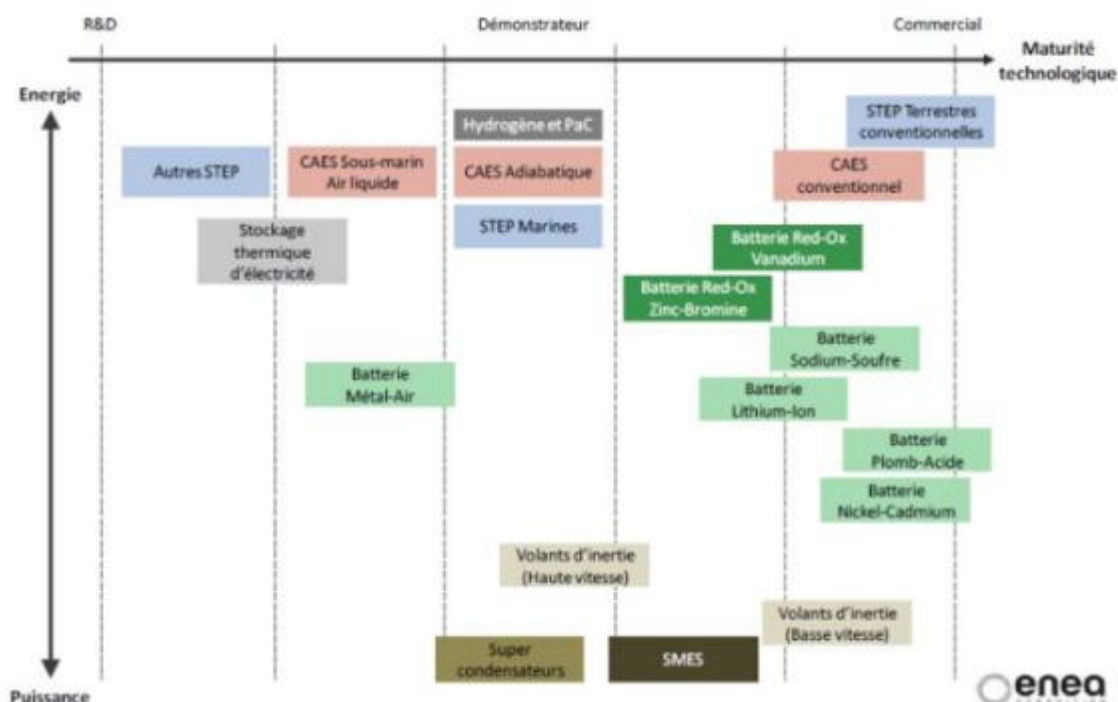 R&D
Démonstrateur
Commercial
Maturité
technologique
Energie
Hydrogène et PaC
STEP Terrestres
conventionnelles
Autres STEP
CAES Sous-marin
Air liquide
CAES Adiabatique
CAES
conventionnel
Stockage
thermique
d'électricité
STEP Marines
Batterie Red-Ox
Vanadium
Batterie Red-Ox
Zinc-Bromine
Batterie
Sodium-Soufre
Batterie
Métal-Air
Batterie
Lithium-Ion
Batterie
Plomb-Acide
Batterie
Nickel-Cadmium
Volants d'inertie
(Haute vitesse)
Volants d'inertie
(Basse vitesse)
Super
condensateurs
SMES
Puissance
enea